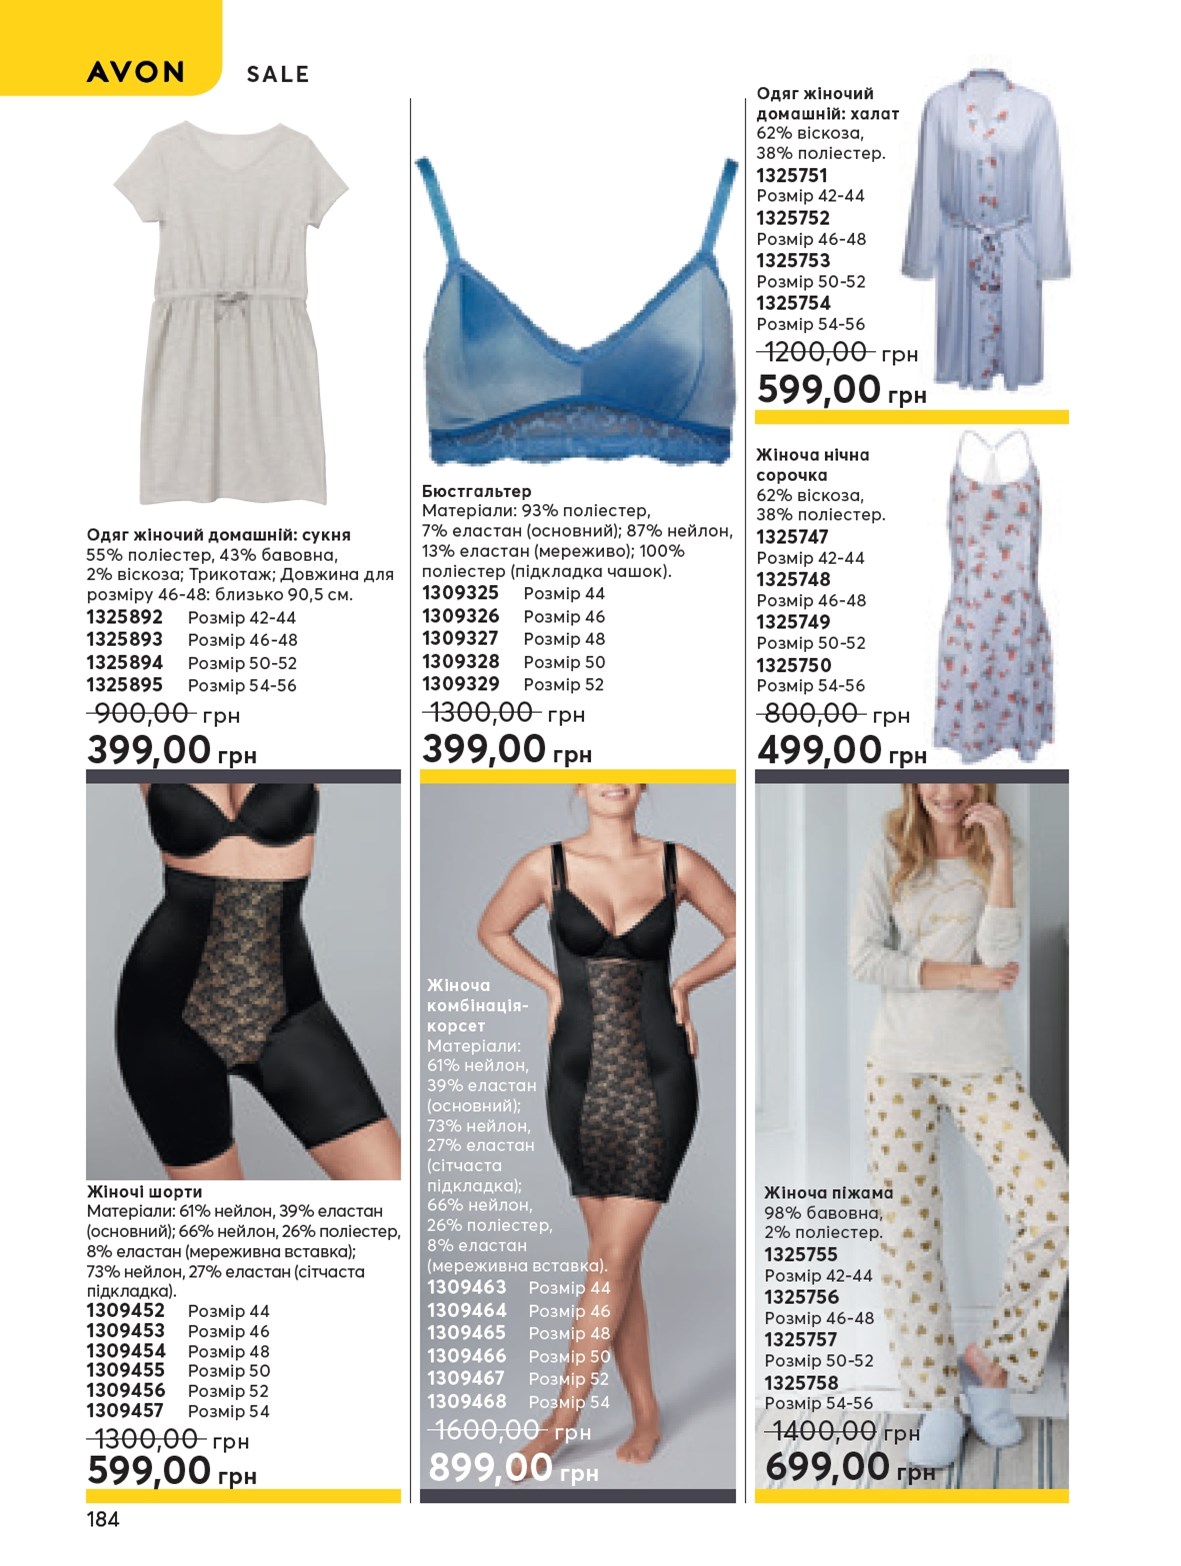 AVON
SALE
Одяг жіночий домашній: сукня
55% поліестер, 43% бавовна,
2% віскоза; Трикотаж; Довжина для
розміру 46-48: близько 90,5 см.
1325892 Розмір 42-44
1325893 Розмір 46-48
1325894 Розмір 50-52
1325895 Розмір 54-56
900,00 грн
399,00 грн
Бюстгальтер
Матеріали: 93% поліестер,
7% еластан (основний); 87% нейлон,
13% еластан (мереживо); 100%
поліестер (підкладка чашок).
1309325 Розмір 44
1309326 Розмір 46
1309327 Розмір 48
1309328 Розмір 50
1309329 Розмір 52
1300,00 грн
399,00 грн
Одяг жіночий
домашній: халат
62% віскоза,
38% поліестер.
1325751
Розмір 42-44
1325752
Розмір 46-48
1325753
Розмір 50-52
1325754
Розмір 54-56
1200,00 грн
599,00 грн
Жіноча нічна
сорочка
62% віскоза,
38% поліестер.
1325747
Розмір 42-44
1325748
Розмір 46-48
1325749
Розмір 50-52
1325750
Розмір 54-56
800,00 грн
499,00 грн
Жіночі шорти
Матеріали: 61% нейлон, 39% еластан
(основний); 66% нейлон, 26% поліестер,
8% еластан (мереживна вставка);
73% нейлон, 27% еластан (сітчаста
підкладка).
1309452 Розмір 44
1309453 Розмір 46
1309454 Розмір 48
1309455 Розмір 50
1309456 Розмір 52
1309457 Розмір 54
1300,00 грн
599,00 грн
Жіноча
комбінація-
корсет
Матеріали:
61% нейлон,
39% еластан
(основний);
73% нейлон,
27% еластан
(сітчаста
підкладка);
66% нейлон,
26% поліестер,
8% еластан
(мереживна вставка).
1309463 Розмір 44
1309464 Розмір 46
1309465 Розмір 48
1309466 Розмір 50
1309467 Розмір 52
1309468 Розмір 54
1600,00 грн
899,00 грн
Жіноча піжама
98% бавовна,
2% поліестер.
1325755
Розмір 42-44
1325756
Розмір 46-48
1325757
Розмір 50-52
1325758
Розмір 54-56
1400,00 грн
699,00 грн
184